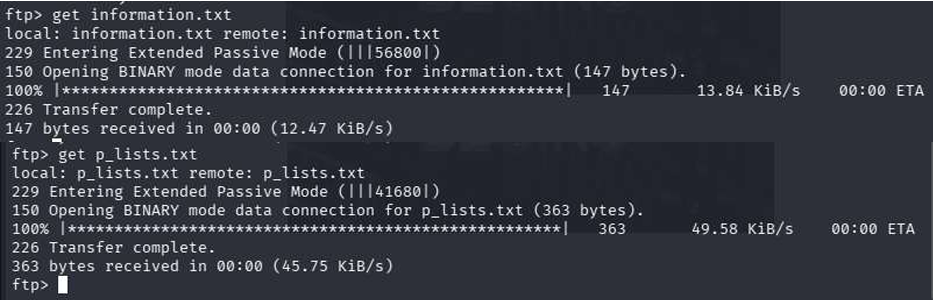 ftp> get information.txt
local: information.txt remote: information.txt
229 Entering Extended Passive Mode (|||56800|)
150 Opening BINARY mode data connection for information.txt (147 bytes).
100% |******************************************************| 147 13.84 KiB/s 00:00 ETA
226 Transfer complete.
147 bytes received in 00:00 (12.47 KiB/s)
ftp> get p_lists.txt
local: p_lists.txt remote: p_lists.txt
229 Entering Extended Passive Mode (|||41680|)
150 Opening BINARY mode data connection for p_lists.txt (363 bytes).
100% |*****************************************************| 363 49.58 KiB/s 00:00 ETA
226 Transfer complete.
363 bytes received in 00:00 (45.75 KiB/s)
ftp>